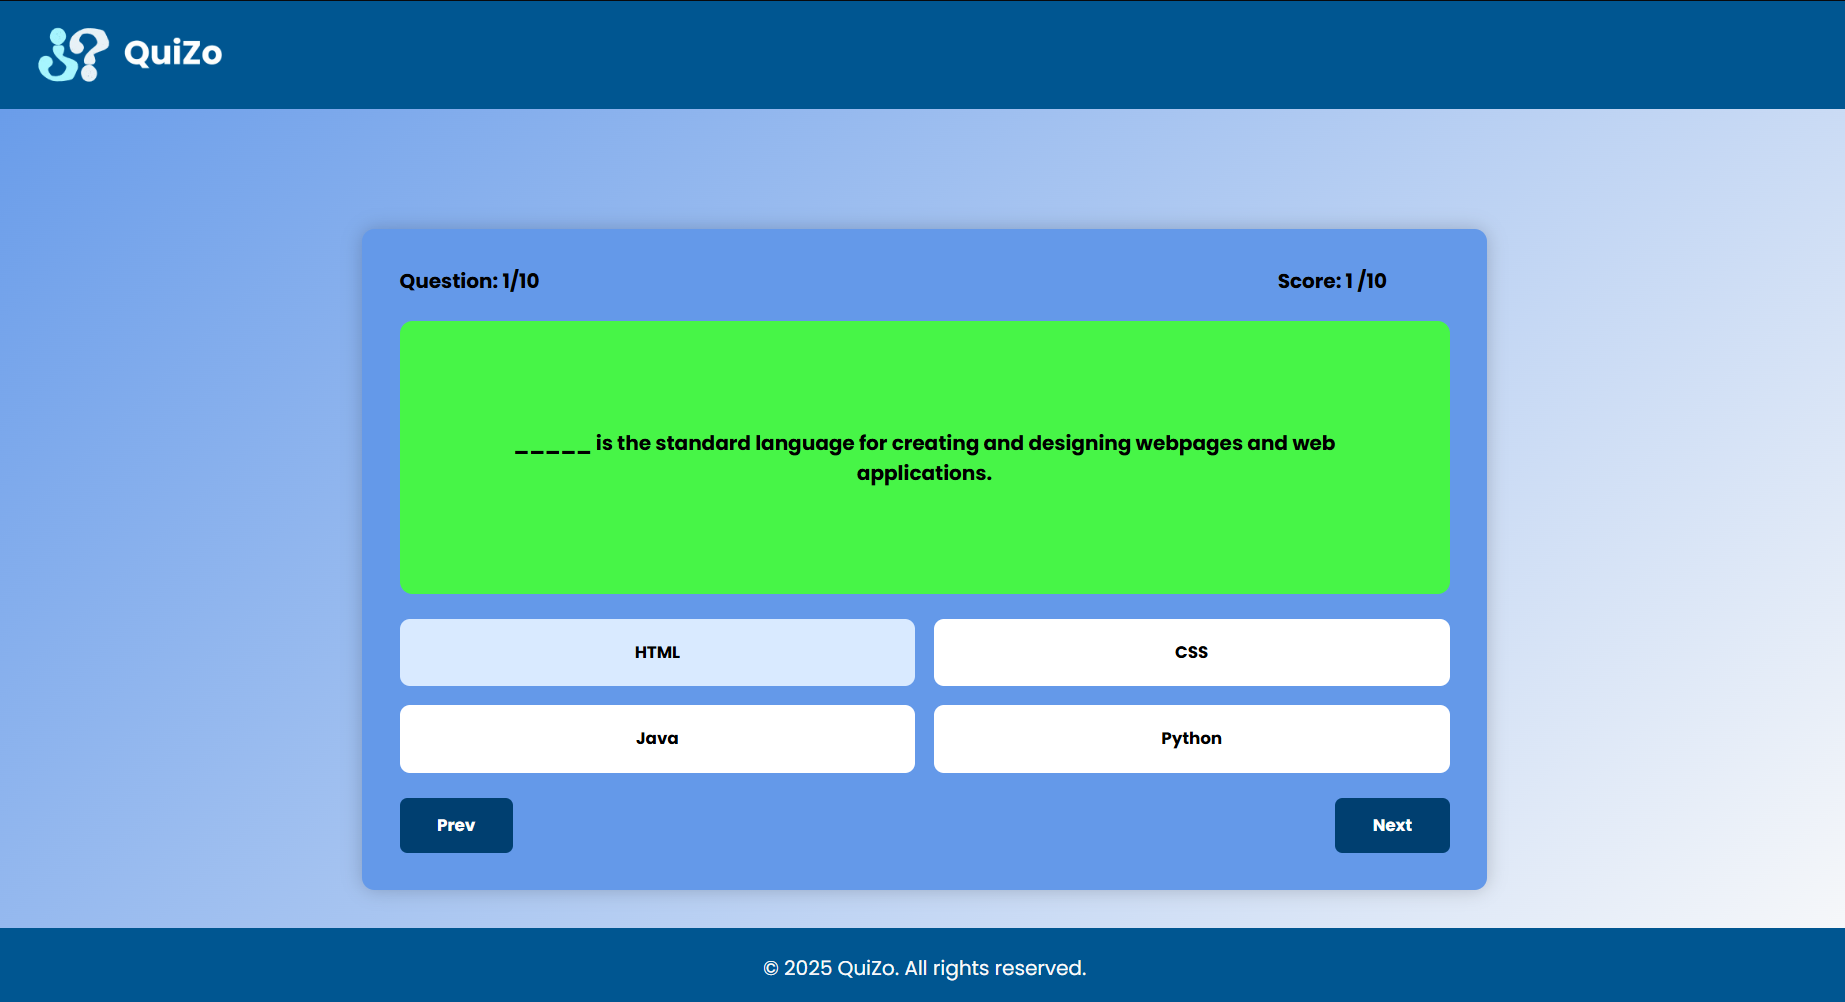 QuiZo
Question: 1/10
Score: 1 /10
_____ is the standard language for creating and designing webpages and web
applications.
HTML
CSS
Java
Python
Prev
Next
© 2025 QuiZo. All rights reserved.